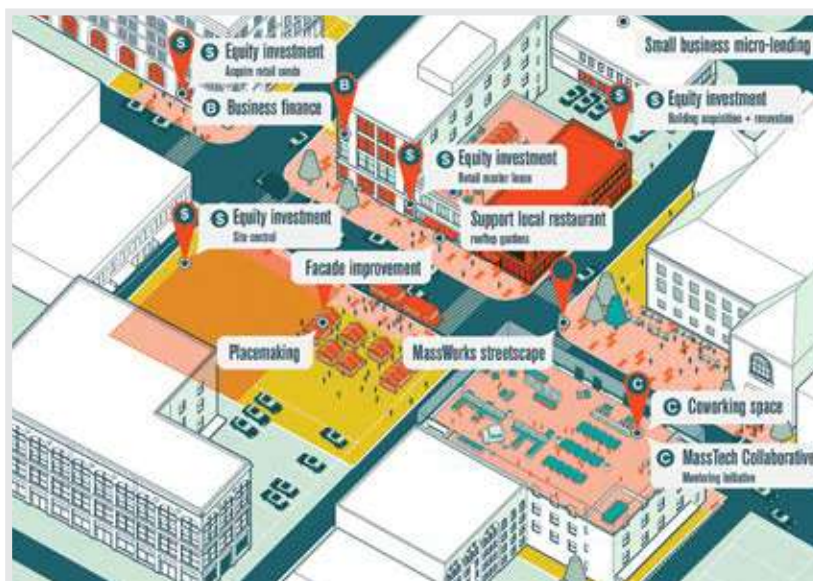 S Equity investment
Acquire retail condo
B Business finance
Small business micro-lending
S Equity investment
Building acquisition + renovation
S Equity investment
Retail master lease
S Equity investment
Site control
Support local restaurant
rooftop gardens
Facade improvement
Placemaking
MassWorks streetscape
C Coworking space
C MassTech Collaborative
Mentoring initiative
S
B
S
S
S
C